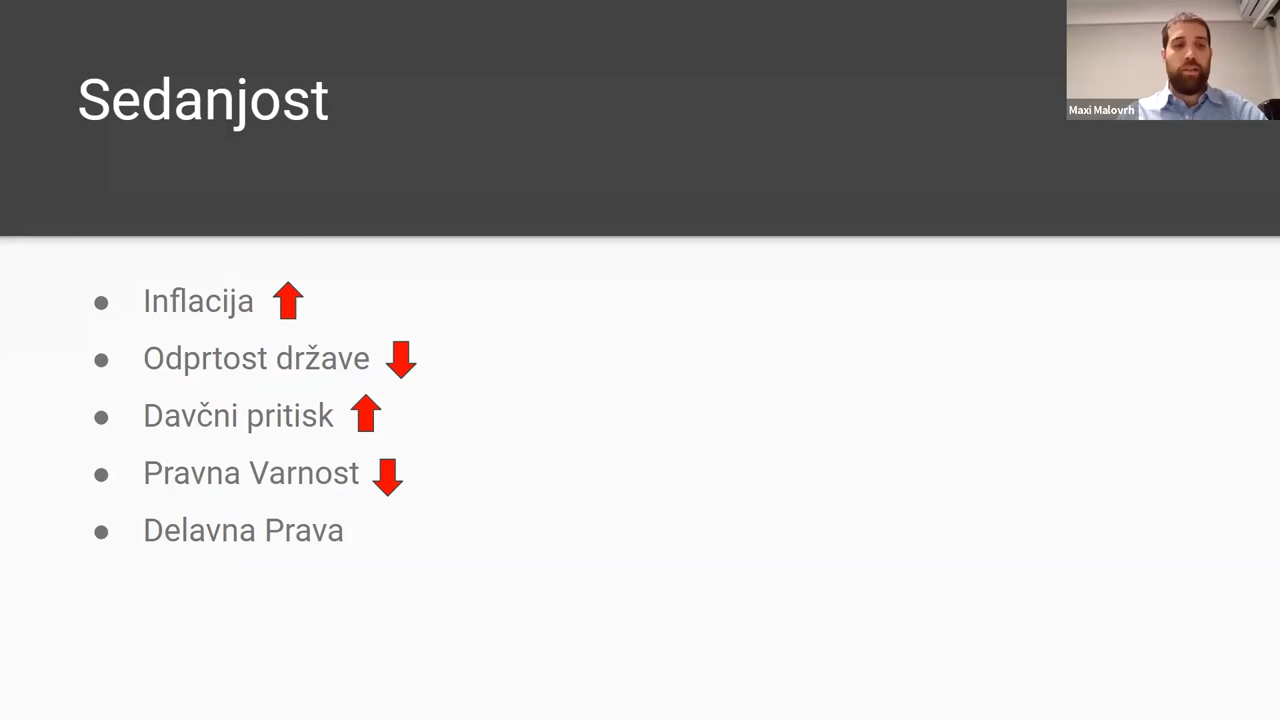 Sedanjost
Maxi Malovrh
Inflacija
Odprtost države
Davčni pritisk
Pravna Varnost
Delavna Prava